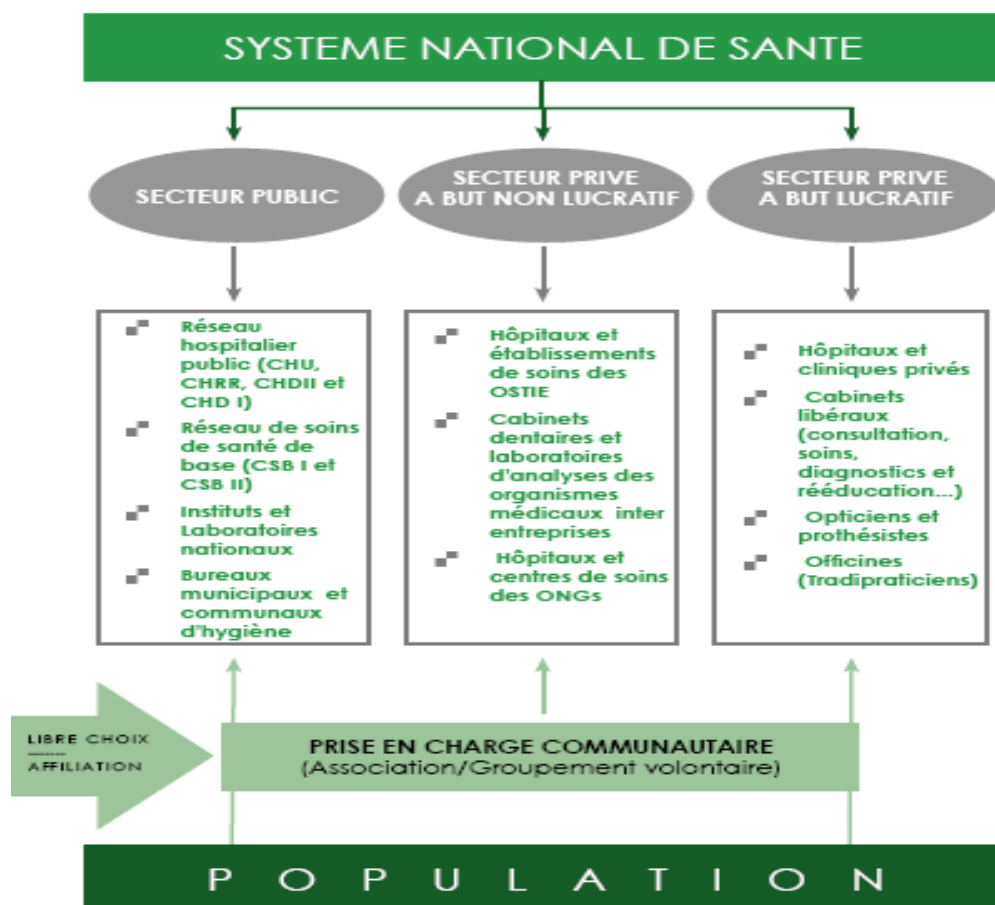 SYSTEME NATIONAL DE SANTE
SECTEUR PUBLIC
SECTEUR PRIVE
A BUT NON LUCRATIF
SECTEUR PRIVE
A BUT LUCRATIF
Réseau
hospitalier
public (CHU,
CHRR, CHDII et
CHD I)
Réseau de soins
de santé de
base (CSB I et
CSB II)
Instituts et
Laboratoires
nationaux
Bureaux
municipaux et
communaux
d'hygiène
Hôpitaux et
établissements
de soins des
OSTIE
Cabinets
dentaires et
laboratoires
d'analyses des
organismes
médicaux inter
entreprises
Hôpitaux et
centres de soins
des ONGs
Hôpitaux et
cliniques privés
Cabinets
libéraux
(consultation,
soins,
diagnostics et
rééducation...)
Opticiens et
prothésistes
Officines
(Tradipraticiens)
LIBRE CHOIX
------
AFFILIATION
PRISE EN CHARGE COMMUNAUTAIRE
(Association/Groupement volontaire)
POPULATION